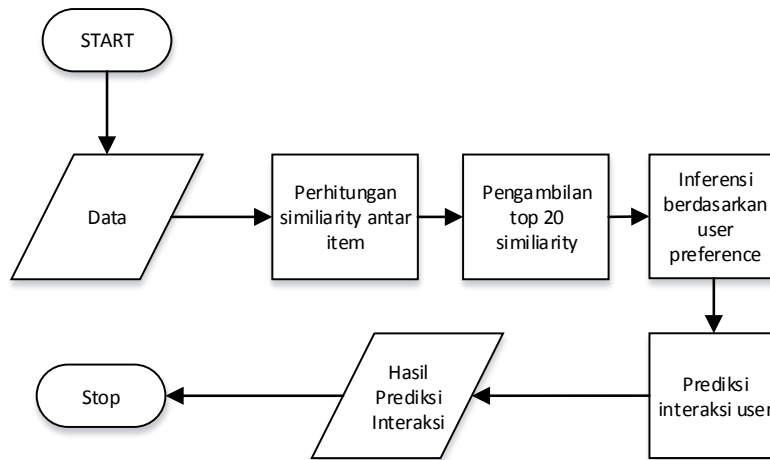 START
Data
Perhitungan
similiarity antar
item
Pengambilan
top 20
similiarity
Inferensi
berdasarkan
user
preference
Prediksi
interaksi user
Hasil
Prediksi
Interaksi
Stop